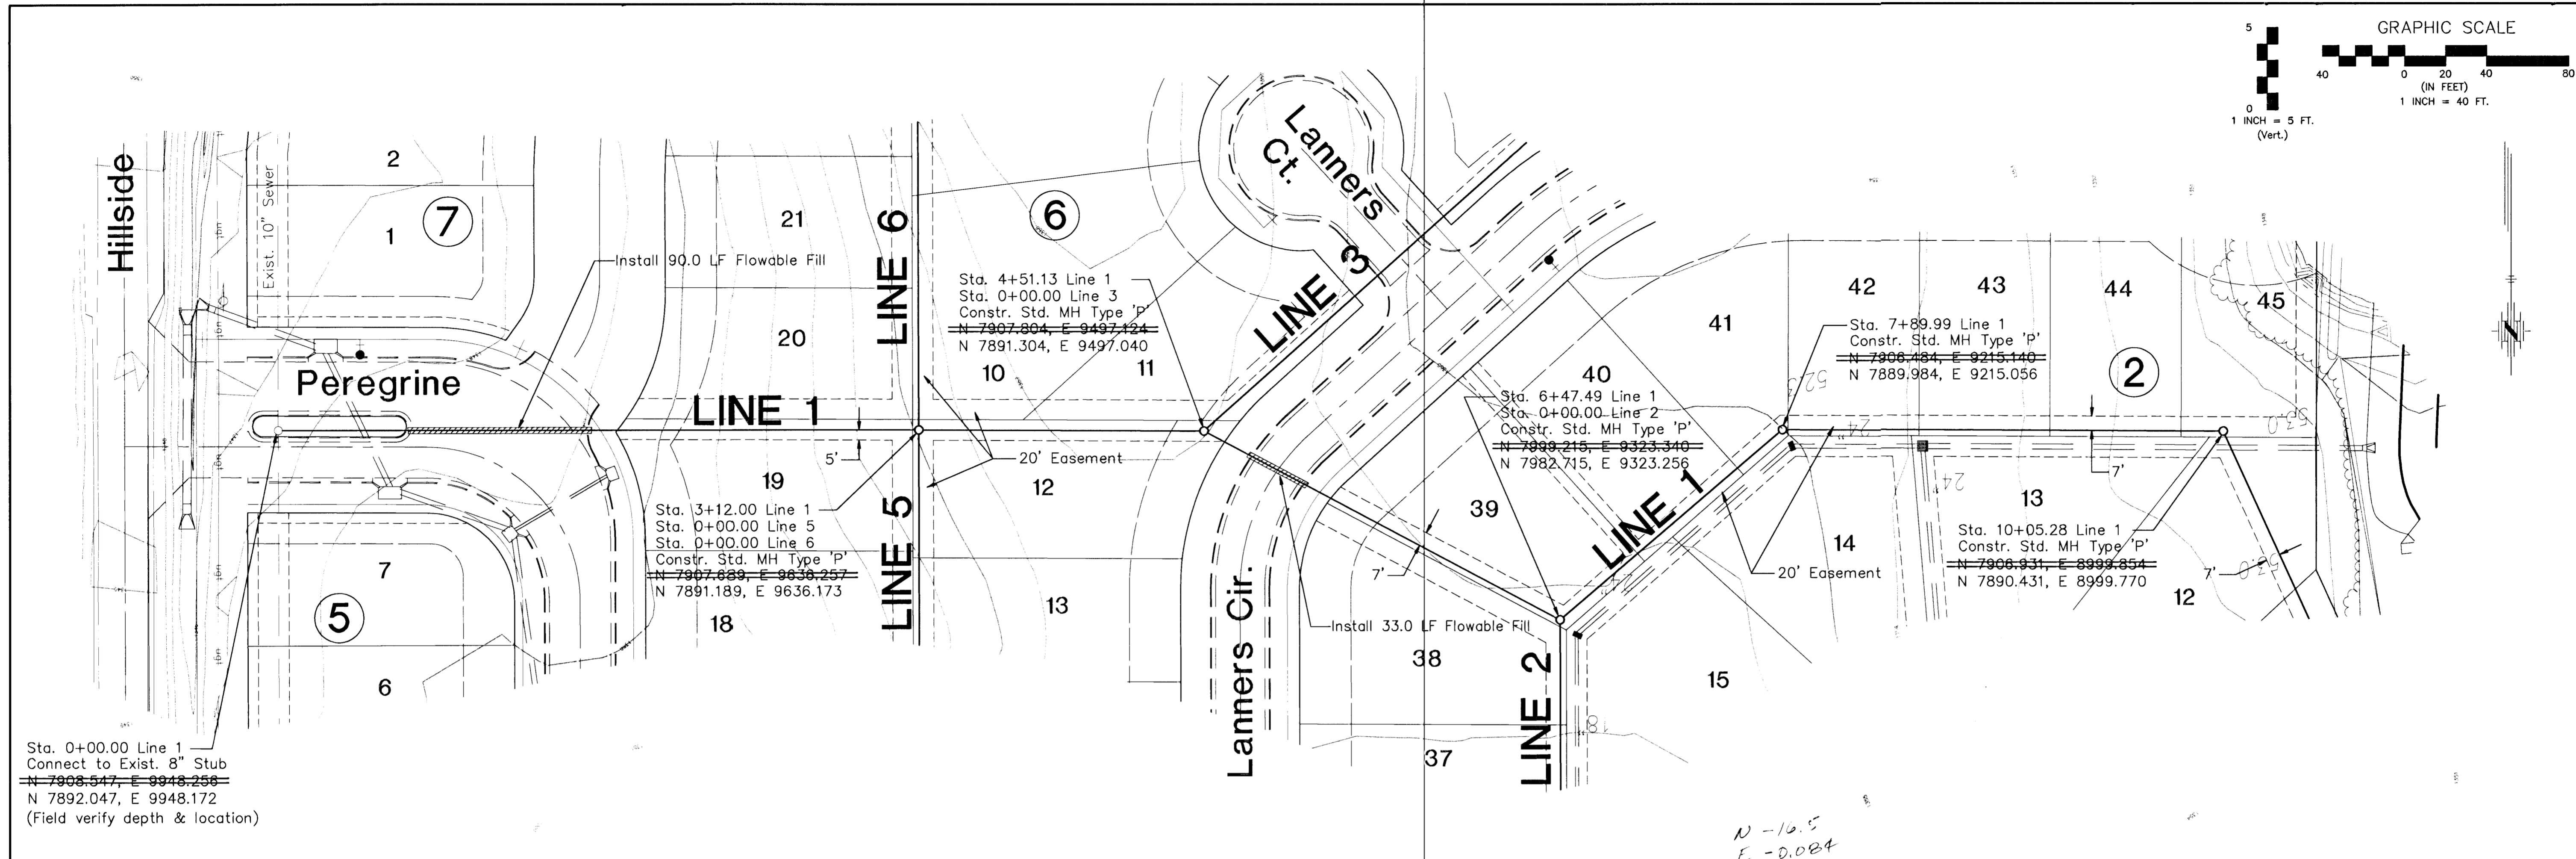 GRAPHIC SCALE
5
0
1 INCH = 5 FT.
(Vert.)
40 0 20 40 80
(IN FEET)
1 INCH = 40 FT.
N
Hillside
Exist. 10" Sewer
2
1
7
Peregrine
Install 90.0 LF Flowable Fill
21
20
LINE 6
LINE 1
5'
19
18
Sta. 3+12.00 Line 1
Sta. 0+00.00 Line 5
Sta. 0+00.00 Line 6
Constr. Std. MH Type 'P'
N 7907.689, E 9636.257
N 7891.189, E 9636.173
LINE 5
7
5
6
Sta. 0+00.00 Line 1
Connect to Exist. 8" Stub
N 7908.547, E 9948.256
N 7892.047, E 9948.172
(Field verify depth & location)
6
Sta. 4+51.13 Line 1
Sta. 0+00.00 Line 3
Constr. Std. MH Type 'P'
N 7907.804, E 9497.124
N 7891.304, E 9497.040
10
11
20' Easement
12
13
Lanners
Ct.
LINE 3
Lanners Cir.
Install 33.0 LF Flowable Fill
7'
38
37
39
40
41
Sta. 6+47.49 Line 1
Sta. 0+00.00 Line 2
Constr. Std. MH Type 'P'
N 7999.215, E 9323.340
N 7982.715, E 9323.256
LINE 1
LINE 2
24"
18"
15
14
20' Easement
42
43
44
45
Sta. 7+89.99 Line 1
Constr. Std. MH Type 'P'
N 7906.484, E 9215.140
N 7889.984, E 9215.056
2
52.5
24"
24"
53.0
7'
13
Sta. 10+05.28 Line 1
Constr. Std. MH Type 'P'
N 7906.931, E 8999.854
N 7890.431, E 8999.770
7'
53.0
12
N -16.5
E -0.084